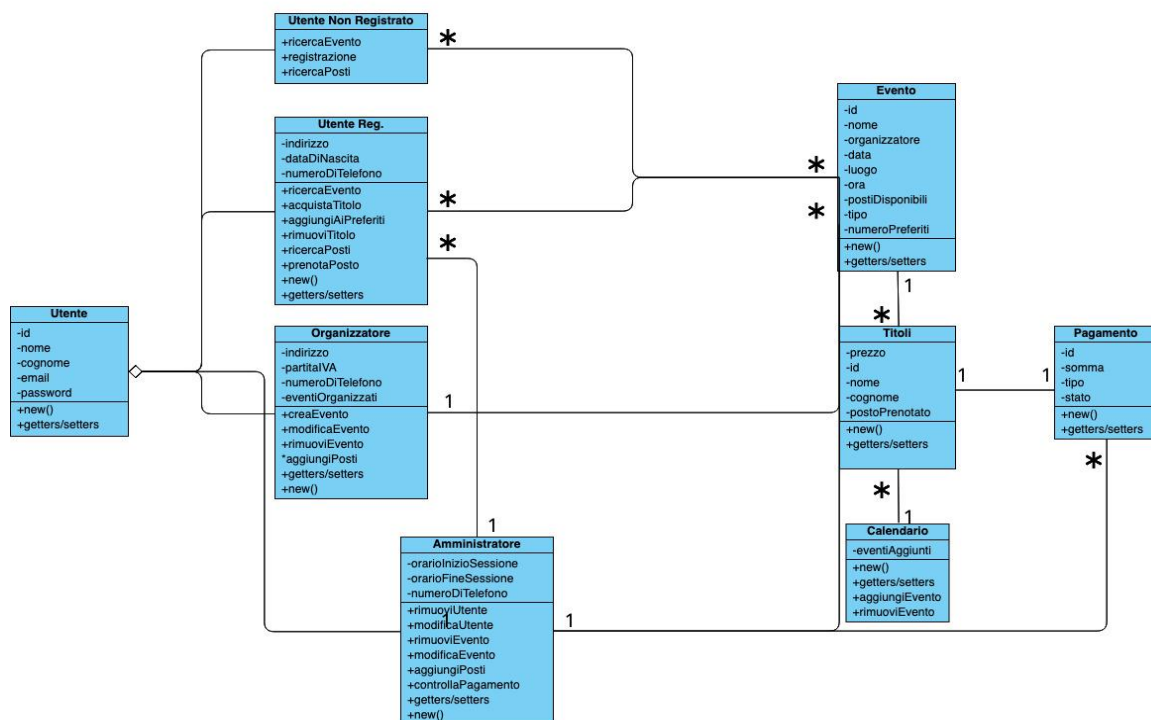 Utente Non Registrato
+ricercaEvento
+registrazione
+ricercaPosti
*
Utente Reg.
-indirizzo
-dataDiNascita
-numeroDiTelefono
+ricercaEvento
+acquistaTitolo
+aggiungiAiPreferiti
+rimuoviTitolo
+ricercaPosti
+prenotaPosto
+new()
+getters/setters
*
*
Evento
-id
-nome
-organizzatore
-data
-luogo
-ora
-postiDisponibili
-tipo
-numeroPreferiti
+new()
+getters/setters
*
*
1
*
Utente
-id
-nome
-cognome
-email
-password
+new()
+getters/setters
Organizzatore
-indirizzo
-partitaIVA
-numeroDiTelefono
-eventiOrganizzati
+creaEvento
+modificaEvento
+rimuoviEvento
*aggiungiPosti
+getters/setters
+new()
1
Titoli
-prezzo
-id
-nome
-cognome
-postoPrenotato
+new()
+getters/setters
1
1
Pagamento
-id
-somma
-tipo
-stato
+new()
+getters/setters
*
*
1
Calendario
-eventiAggiunti
+new()
+getters/setters
+aggiungiEvento
+rimuoviEvento
1
Amministratore
-orarioInizioSessione
-orarioFineSessione
-numeroDiTelefono
+rimuoviUtente
+modificaUtente
+rimuoviEvento
+modificaEvento
+aggiungiPosti
+controllaPagamento
+getters/setters
+new()
1
1